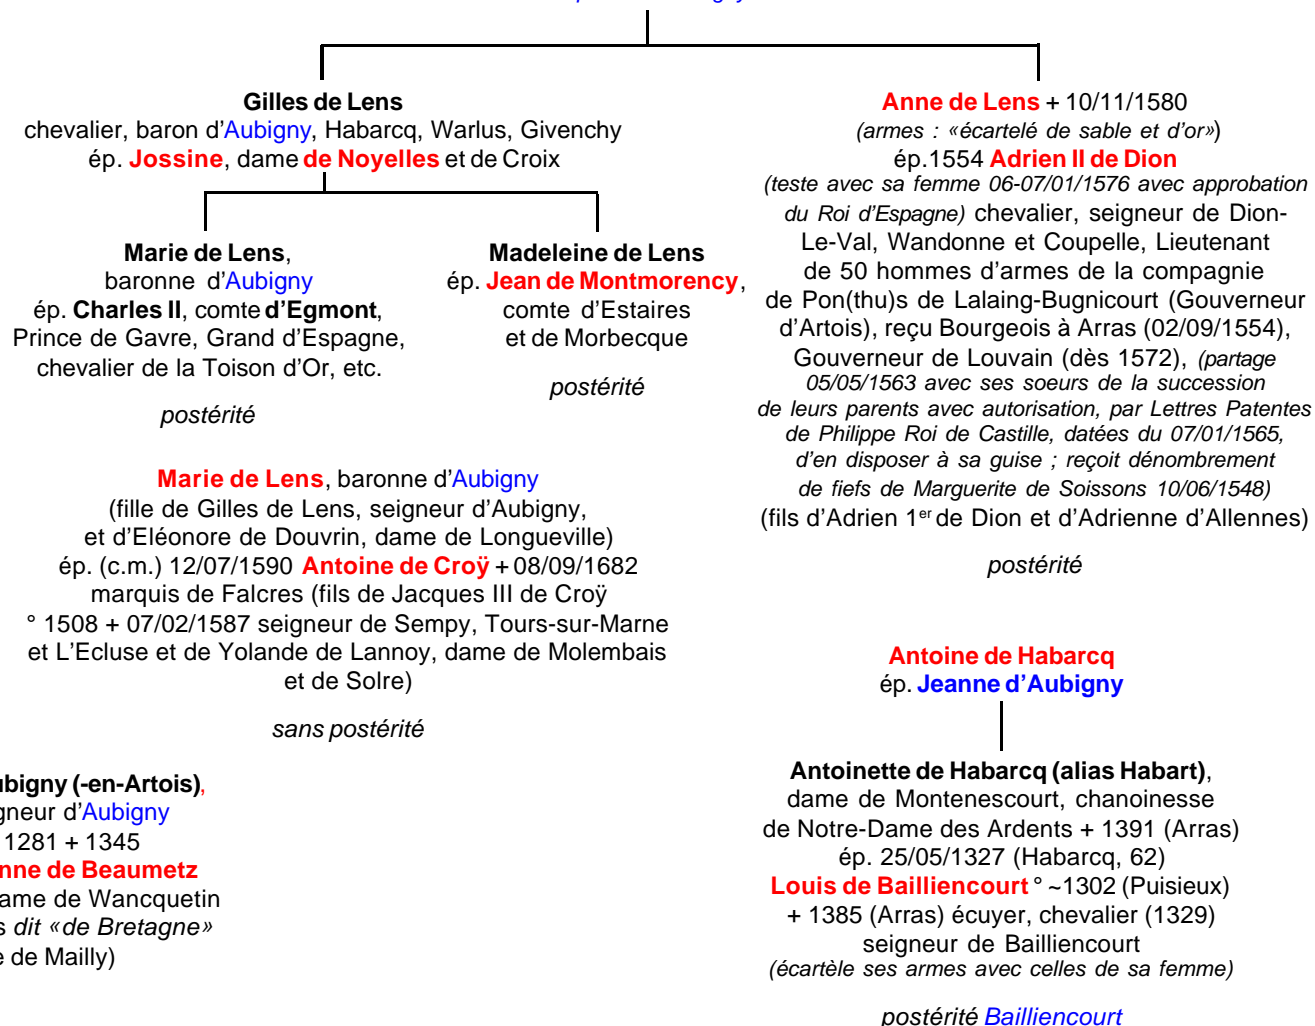 Gilles de Lens
chevalier, baron d'Aubigny, Habarcq, Warlus, Givenchy
ép. Jossine, dame de Noyelles et de Croix
Anne de Lens + 10/11/1580
(armes : «écartelé de sable et d'or»)
ép.1554 Adrien II de Dion
(teste avec sa femme 06-07/01/1576 avec approbation
du Roi d'Espagne) chevalier, seigneur de Dion-
Le-Val, Wandonne et Coupelle, Lieutenant
de 50 hommes d'armes de la compagnie
de Pon(thu)s de Lalaing-Bugnicourt (Gouverneur
d'Artois), reçu Bourgeois à Arras (02/09/1554),
Gouverneur de Louvain (dès 1572), (partage
05/05/1563 avec ses soeurs de la succession
de leurs parents avec autorisation, par Lettres Patentes
de Philippe Roi de Castille, datées du 07/01/1565,
d'en disposer à sa guise ; reçoit dénombrement
de fiefs de Marguerite de Soissons 10/06/1548)
(fils d'Adrien 1er de Dion et d'Adrienne d'Allennes)
postérité
Marie de Lens,
baronne d'Aubigny
ép. Charles II, comte d'Egmont,
Prince de Gavre, Grand d'Espagne,
chevalier de la Toison d'Or, etc.
postérité
Madeleine de Lens
ép. Jean de Montmorency,
comte d'Estaires
et de Morbecque
postérité
Marie de Lens, baronne d'Aubigny
(fille de Gilles de Lens, seigneur d'Aubigny,
et d'Eléonore de Douvrin, dame de Longueville)
ép. (c.m.) 12/07/1590 Antoine de Croÿ + 08/09/1682
marquis de Falcres (fils de Jacques III de Croÿ
° 1508 + 07/02/1587 seigneur de Sempy, Tours-sur-Marne
et L'Ecluse et de Yolande de Lannoy, dame de Molembais
et de Solre)
sans postérité
Antoine de Habarcq
ép. Jeanne d'Aubigny
Antoinette de Habarcq (alias Habart),
dame de Montenescourt, chanoinesse
de Notre-Dame des Ardents + 1391 (Arras)
ép. 25/05/1327 (Habarcq, 62)
Louis de Bailliencourt ° ~1302 (Puisieux)
+ 1385 (Arras) écuyer, chevalier (1329)
seigneur de Bailliencourt
(écartèle ses armes avec celles de sa femme)
postérité Bailliencourt
ubigny (-en-Artois),
gneur d'Aubigny
1281 + 1345
nne de Beaumetz
ame de Wancquetin
s dit «de Bretagne»
e de Mailly)